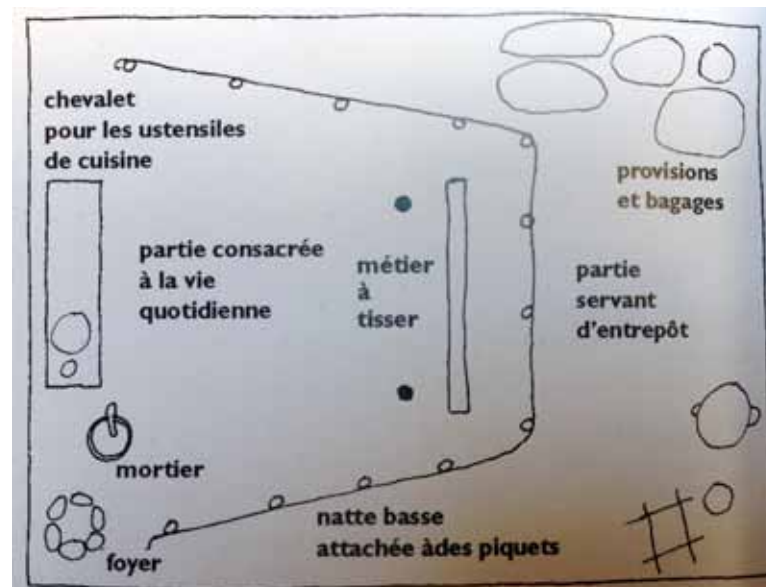 chevalet
pour les ustensiles
de cuisine
provisions
et bagages
partie consacrée
à la vie
quotidienne
métier
à
tisser
partie
servant
d'entrepôt
mortier
natte basse
attachée àdes piquets
foyer